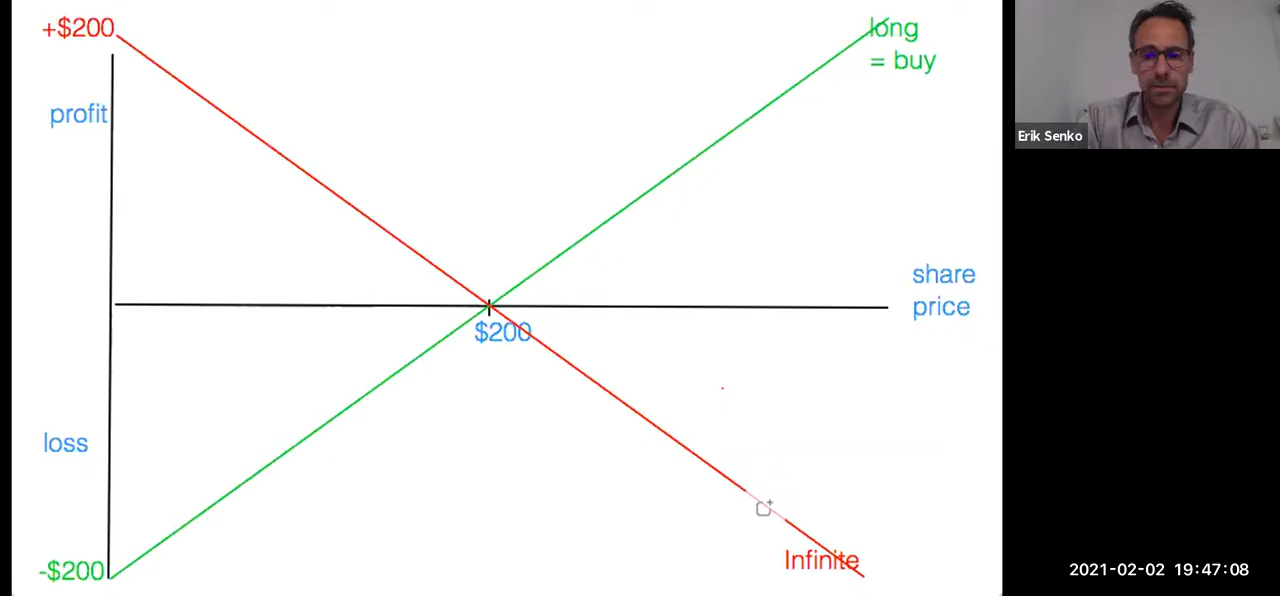 +$200
long
= buy
profit
share
price
$200
loss
-$200
Infinite
Erik Senko
2021-02-02 19:47:08